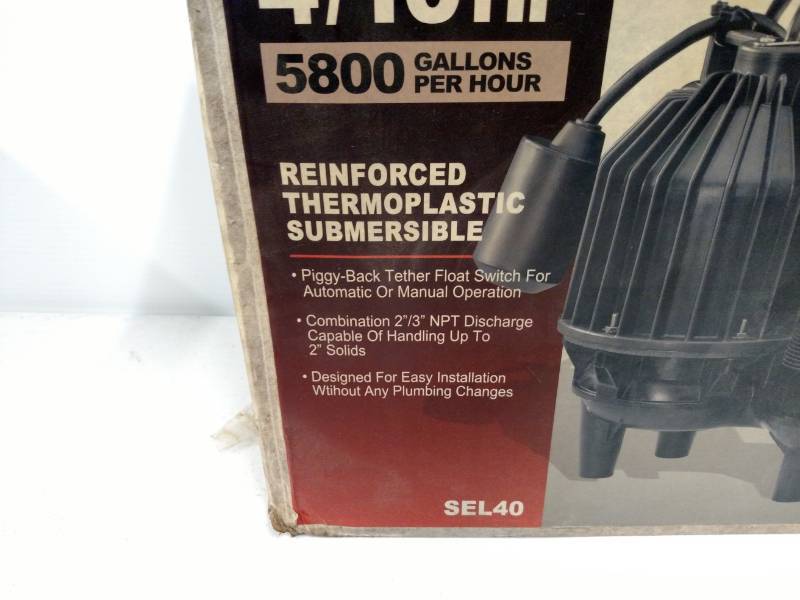 4/10HP
5800 GALLONS
PER HOUR
REINFORCED
THERMOPLASTIC
SUBMERSIBLE
• Piggy-Back Tether Float Switch For
Automatic Or Manual Operation
• Combination 2"/3" NPT Discharge
Capable Of Handling Up To
2" Solids
• Designed For Easy Installation
Wtihout Any Plumbing Changes
SEL40